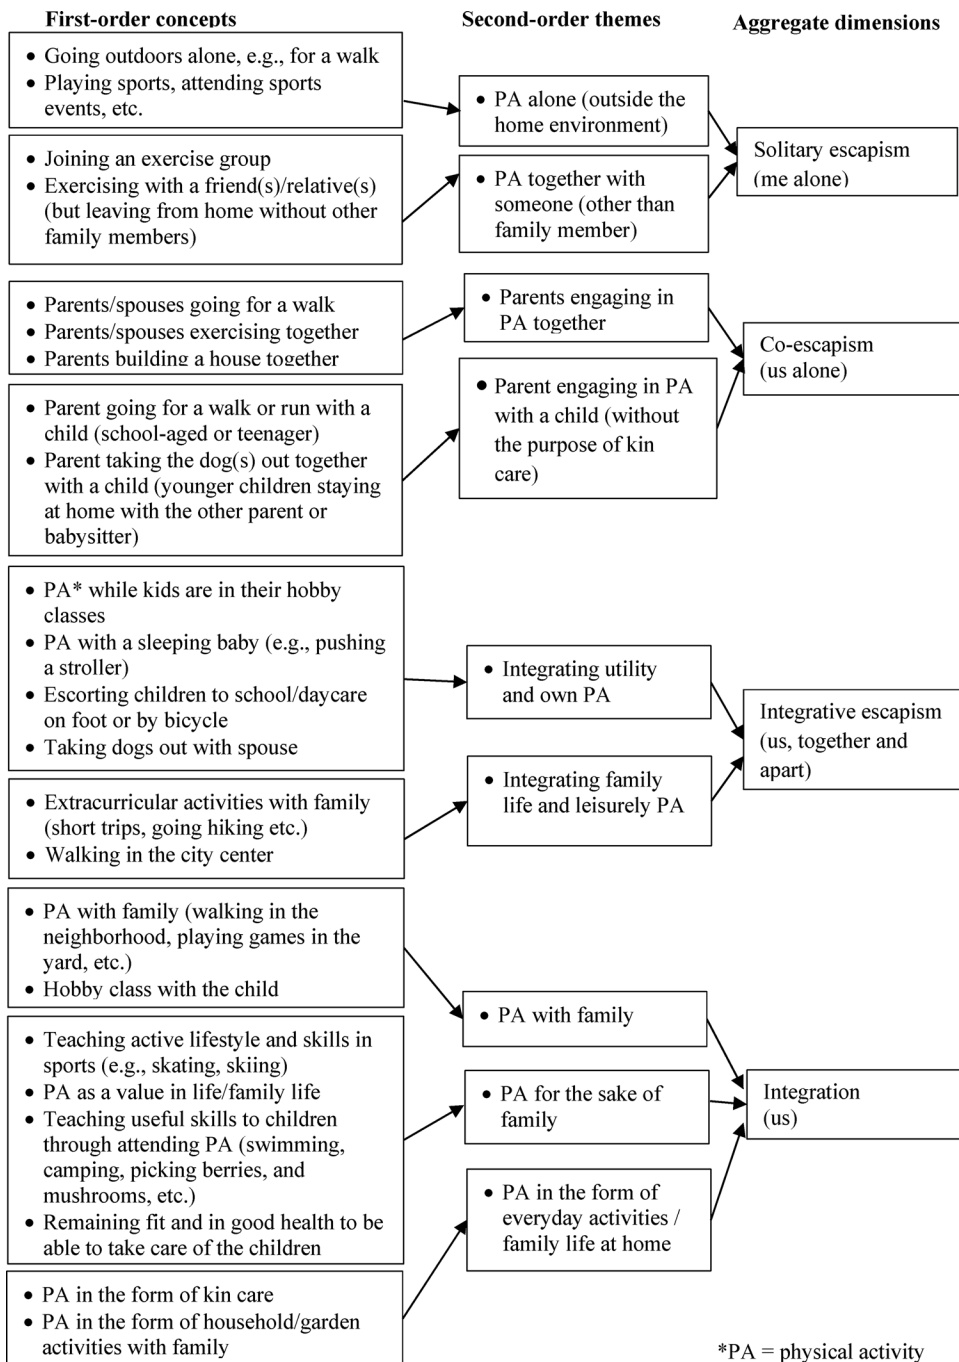 First-order concepts
Second-order themes
Aggregate dimensions
• Going outdoors alone, e.g., for a walk
• Playing sports, attending sports
events, etc.
• PA alone (outside the
home environment)
• Joining an exercise group
• Exercising with a friend(s)/relative(s)
(but leaving from home without other
family members)
• PA together with
someone (other than
family member)
Solitary escapism
(me alone)
• Parents/spouses going for a walk
• Parents/spouses exercising together
• Parents building a house together
• Parents engaging in
PA together
• Parent going for a walk or run with a
child (school-aged or teenager)
• Parent taking the dog(s) out together
with a child (younger children staying
at home with the other parent or
babysitter)
• Parent engaging in PA
with a child (without
the purpose of kin
care)
Co-escapism
(us alone)
• PA* while kids are in their hobby
classes
• PA with a sleeping baby (e.g., pushing
a stroller)
• Escorting children to school/daycare
on foot or by bicycle
• Taking dogs out with spouse
• Integrating utility
and own PA
• Extracurricular activities with family
(short trips, going hiking etc.)
• Walking in the city center
• Integrating family
life and leisurely PA
Integrative escapism
(us, together and
apart)
• PA with family (walking in the
neighborhood, playing games in the
yard, etc.)
• Hobby class with the child
• PA with family
• Teaching active lifestyle and skills in
sports (e.g., skating, skiing)
• PA as a value in life/family life
• Teaching useful skills to children
through attending PA (swimming,
camping, picking berries, and
mushrooms, etc.)
• Remaining fit and in good health to be
able to take care of the children
• PA for the sake of
family
• PA in the form of kin care
• PA in the form of household/garden
activities with family
• PA in the form of
everyday activities /
family life at home
Integration
(us)
*PA = physical activity